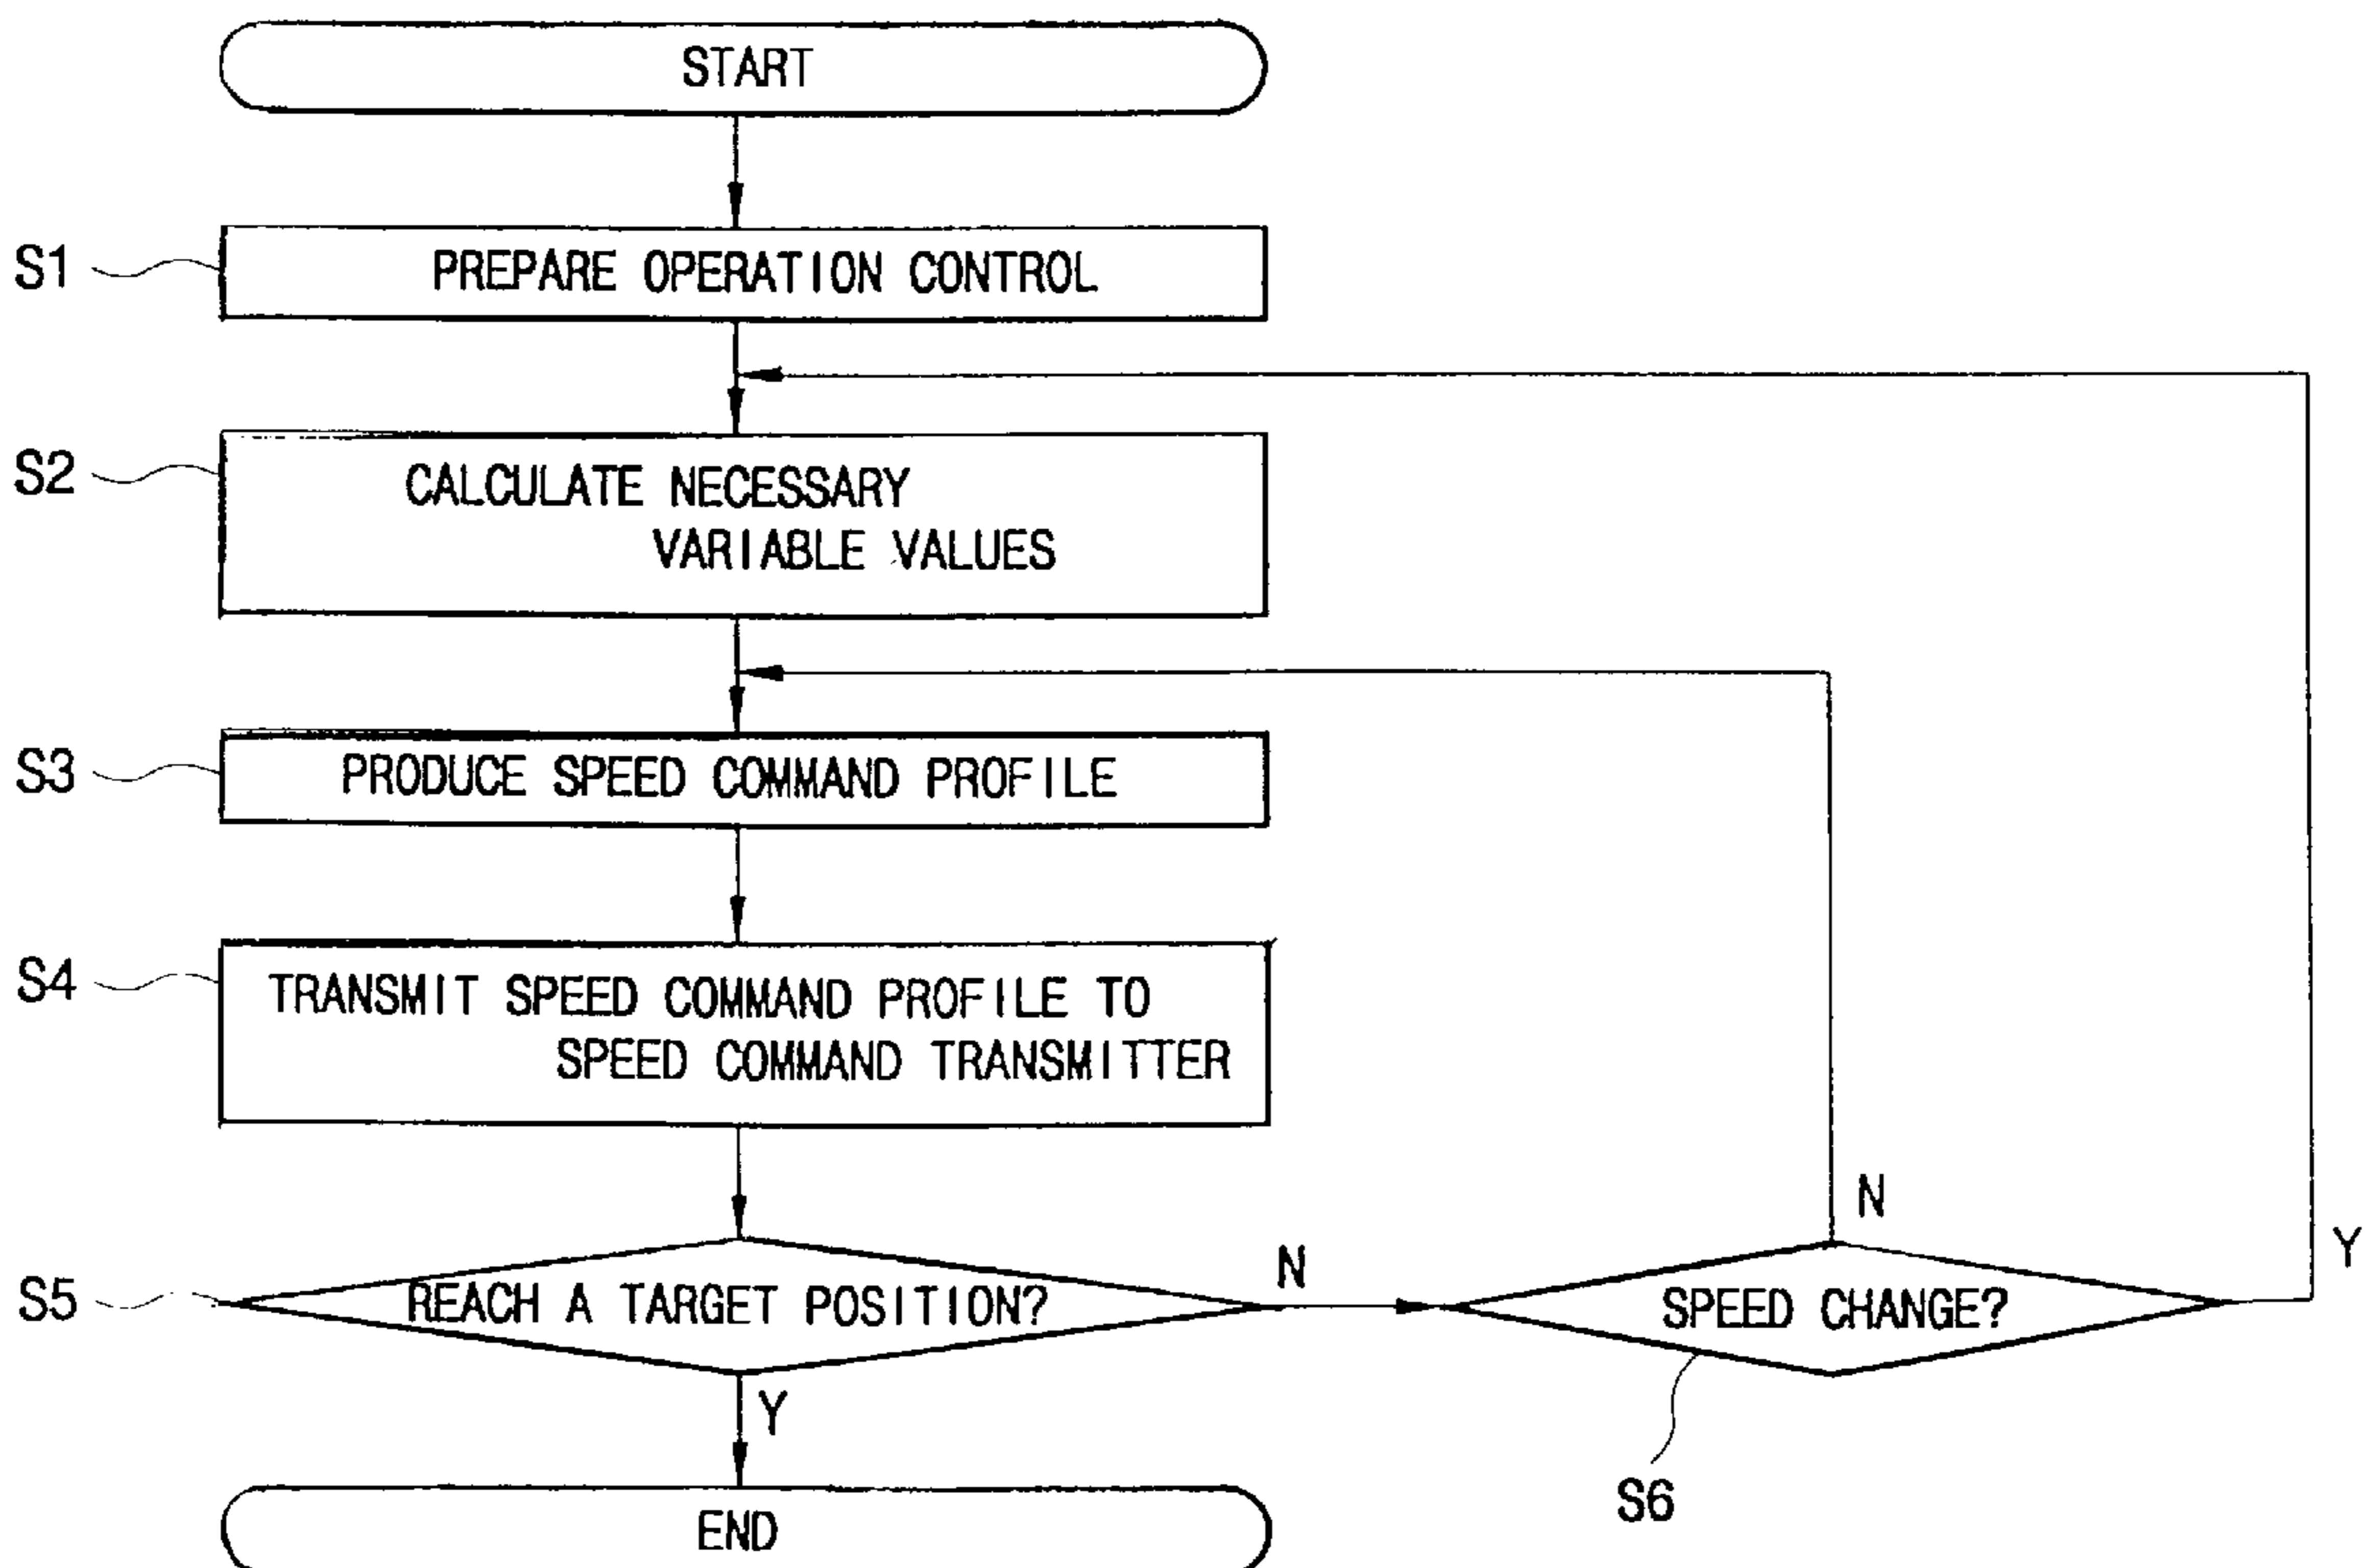 START
S1
PREPARE OPERATION CONTROL
S2
CALCULATE NECESSARY
VARIABLE VALUES
S3
PRODUCE SPEED COMMAND PROFILE
S4
TRANSMIT SPEED COMMAND PROFILE TO
SPEED COMMAND TRANSMITTER
S5
REACH A TARGET POSITION?
N
SPEED CHANGE?
N
Y
Y
S6
END